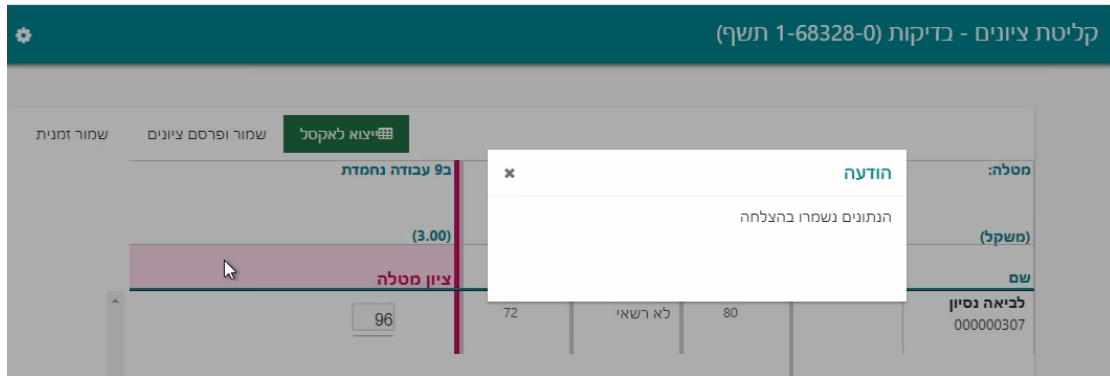 קליטת ציונים - בדיקות (1-68328-0 תשף)
ייצוא לאקסל
שמור ופרסם ציונים
שמור זמנית
הודעה
הנתונים נשמרו בהצלחה
מטלה:
ב9 עבודה נחמדת
(משקל)
(3.00)
שם
ציון מטלה
לביאה נסיון
000000307
80
לא רשאי
72
96